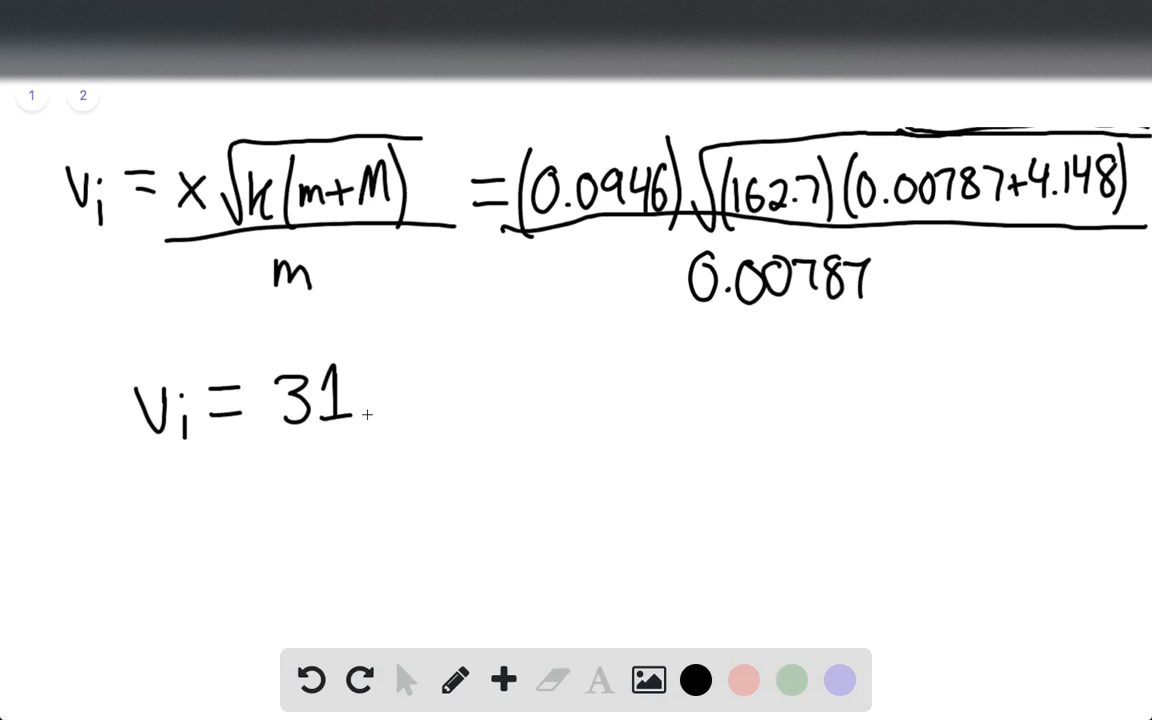 1 2
vi = x√k(m+M) = (0.0946)√(162.7)(0.00787+4.148)
m 0.00787
vi = 31
A